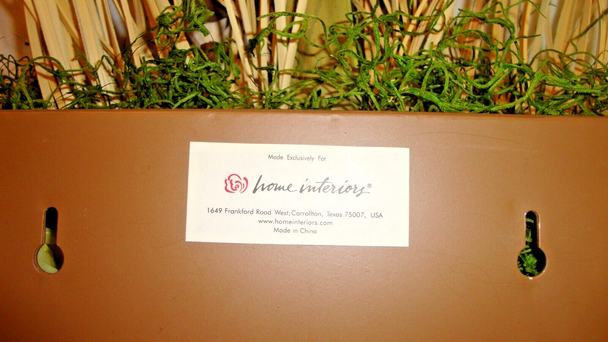 Made Exclusively For
home interiors®
1649 Frankford Road West; Carrollton, Texas 75007, USA
www.homeinteriors.com
Made in China